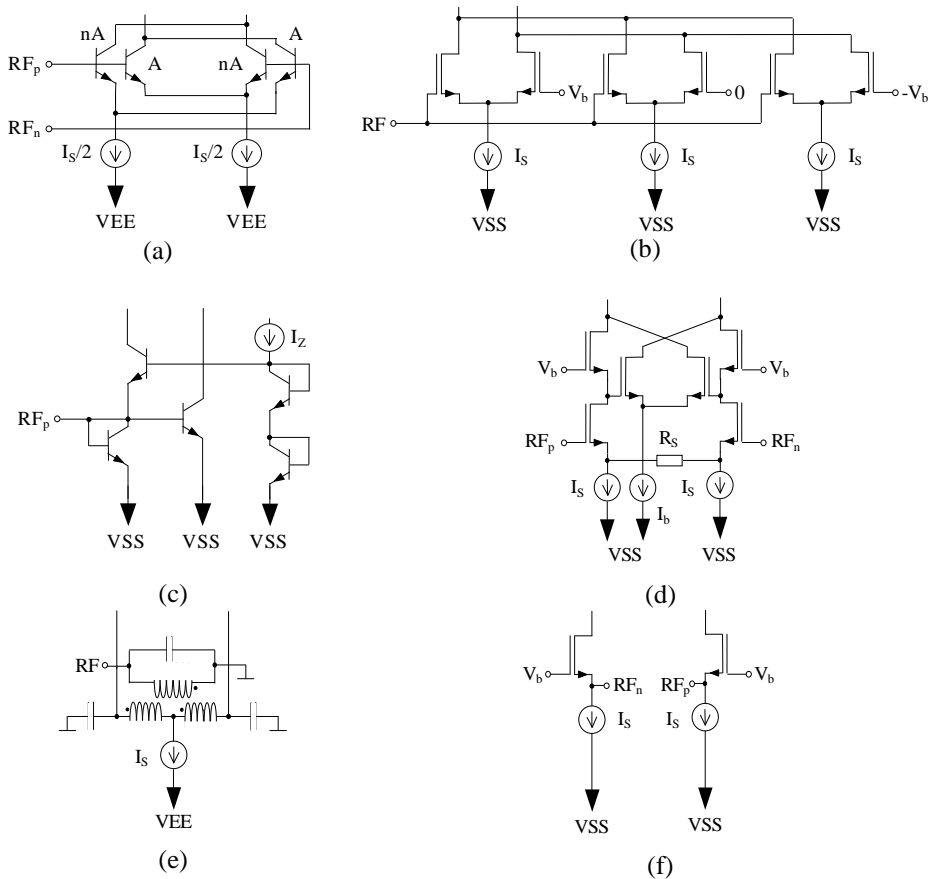 nA A
RFp A nA
RFn
IS/2 IS/2
VEE VEE
(a)
Vb 0 -Vb
RF
IS IS IS
VSS VSS VSS
(b)
IZ
RFp
VSS VSS VSS
(c)
Vb Vb
RFp RS RFn
IS IS
Ib
VSS VSS
(d)
RF
IS
VEE
(e)
Vb RFn RFp Vb
IS IS
VSS VSS
(f)